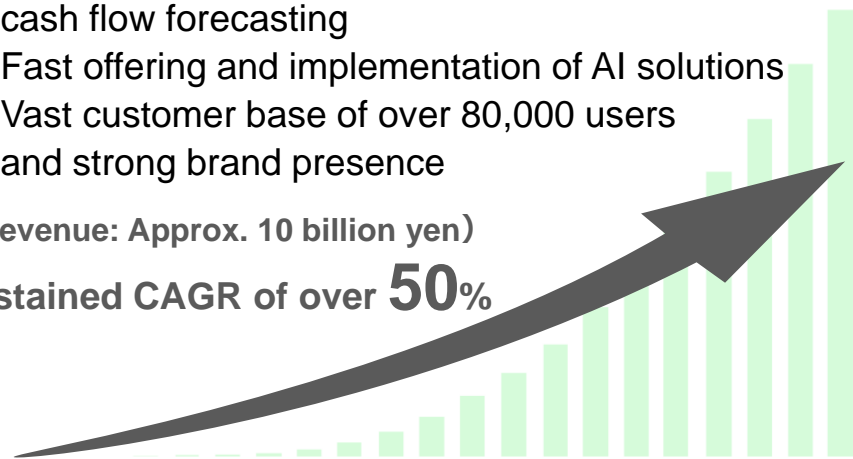 cash flow forecasting
Fast offering and implementation of AI solutions
Vast customer base of over 80,000 users
and strong brand presence
evenue: Approx. 10 billion yen）
stained CAGR of over 50%